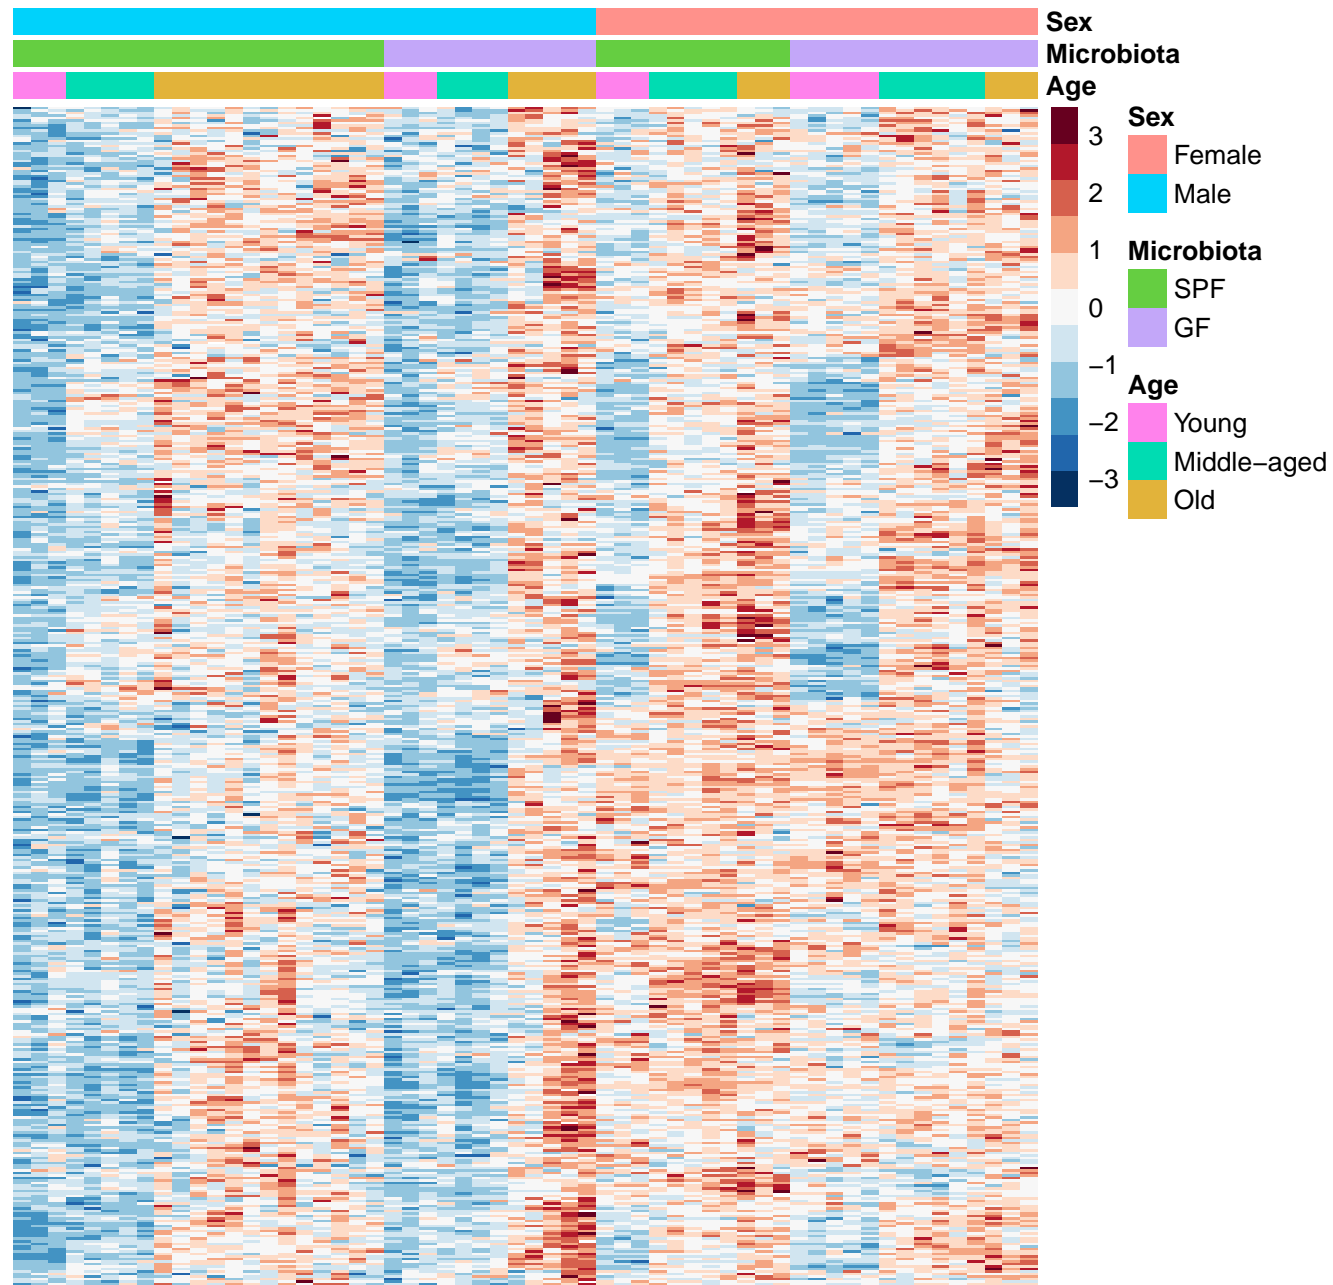 Sex
Microbiota
Age
3
2
1
0
−1
−2
−3
Sex
Female
Male
Microbiota
SPF
GF
Age
Young
Middle−aged
Old